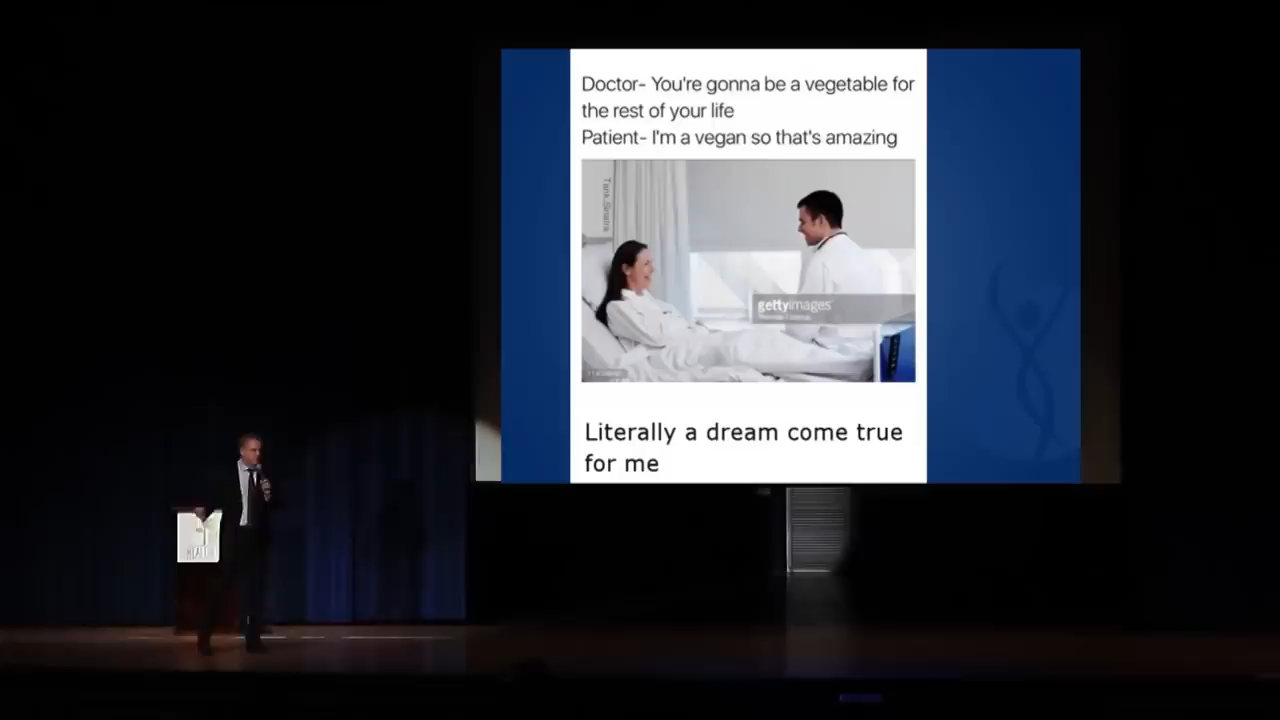 Doctor- You're gonna be a vegetable for
the rest of your life
Patient- I'm a vegan so that's amazing
gettyimages
Literally a dream come true
for me
HEALTH